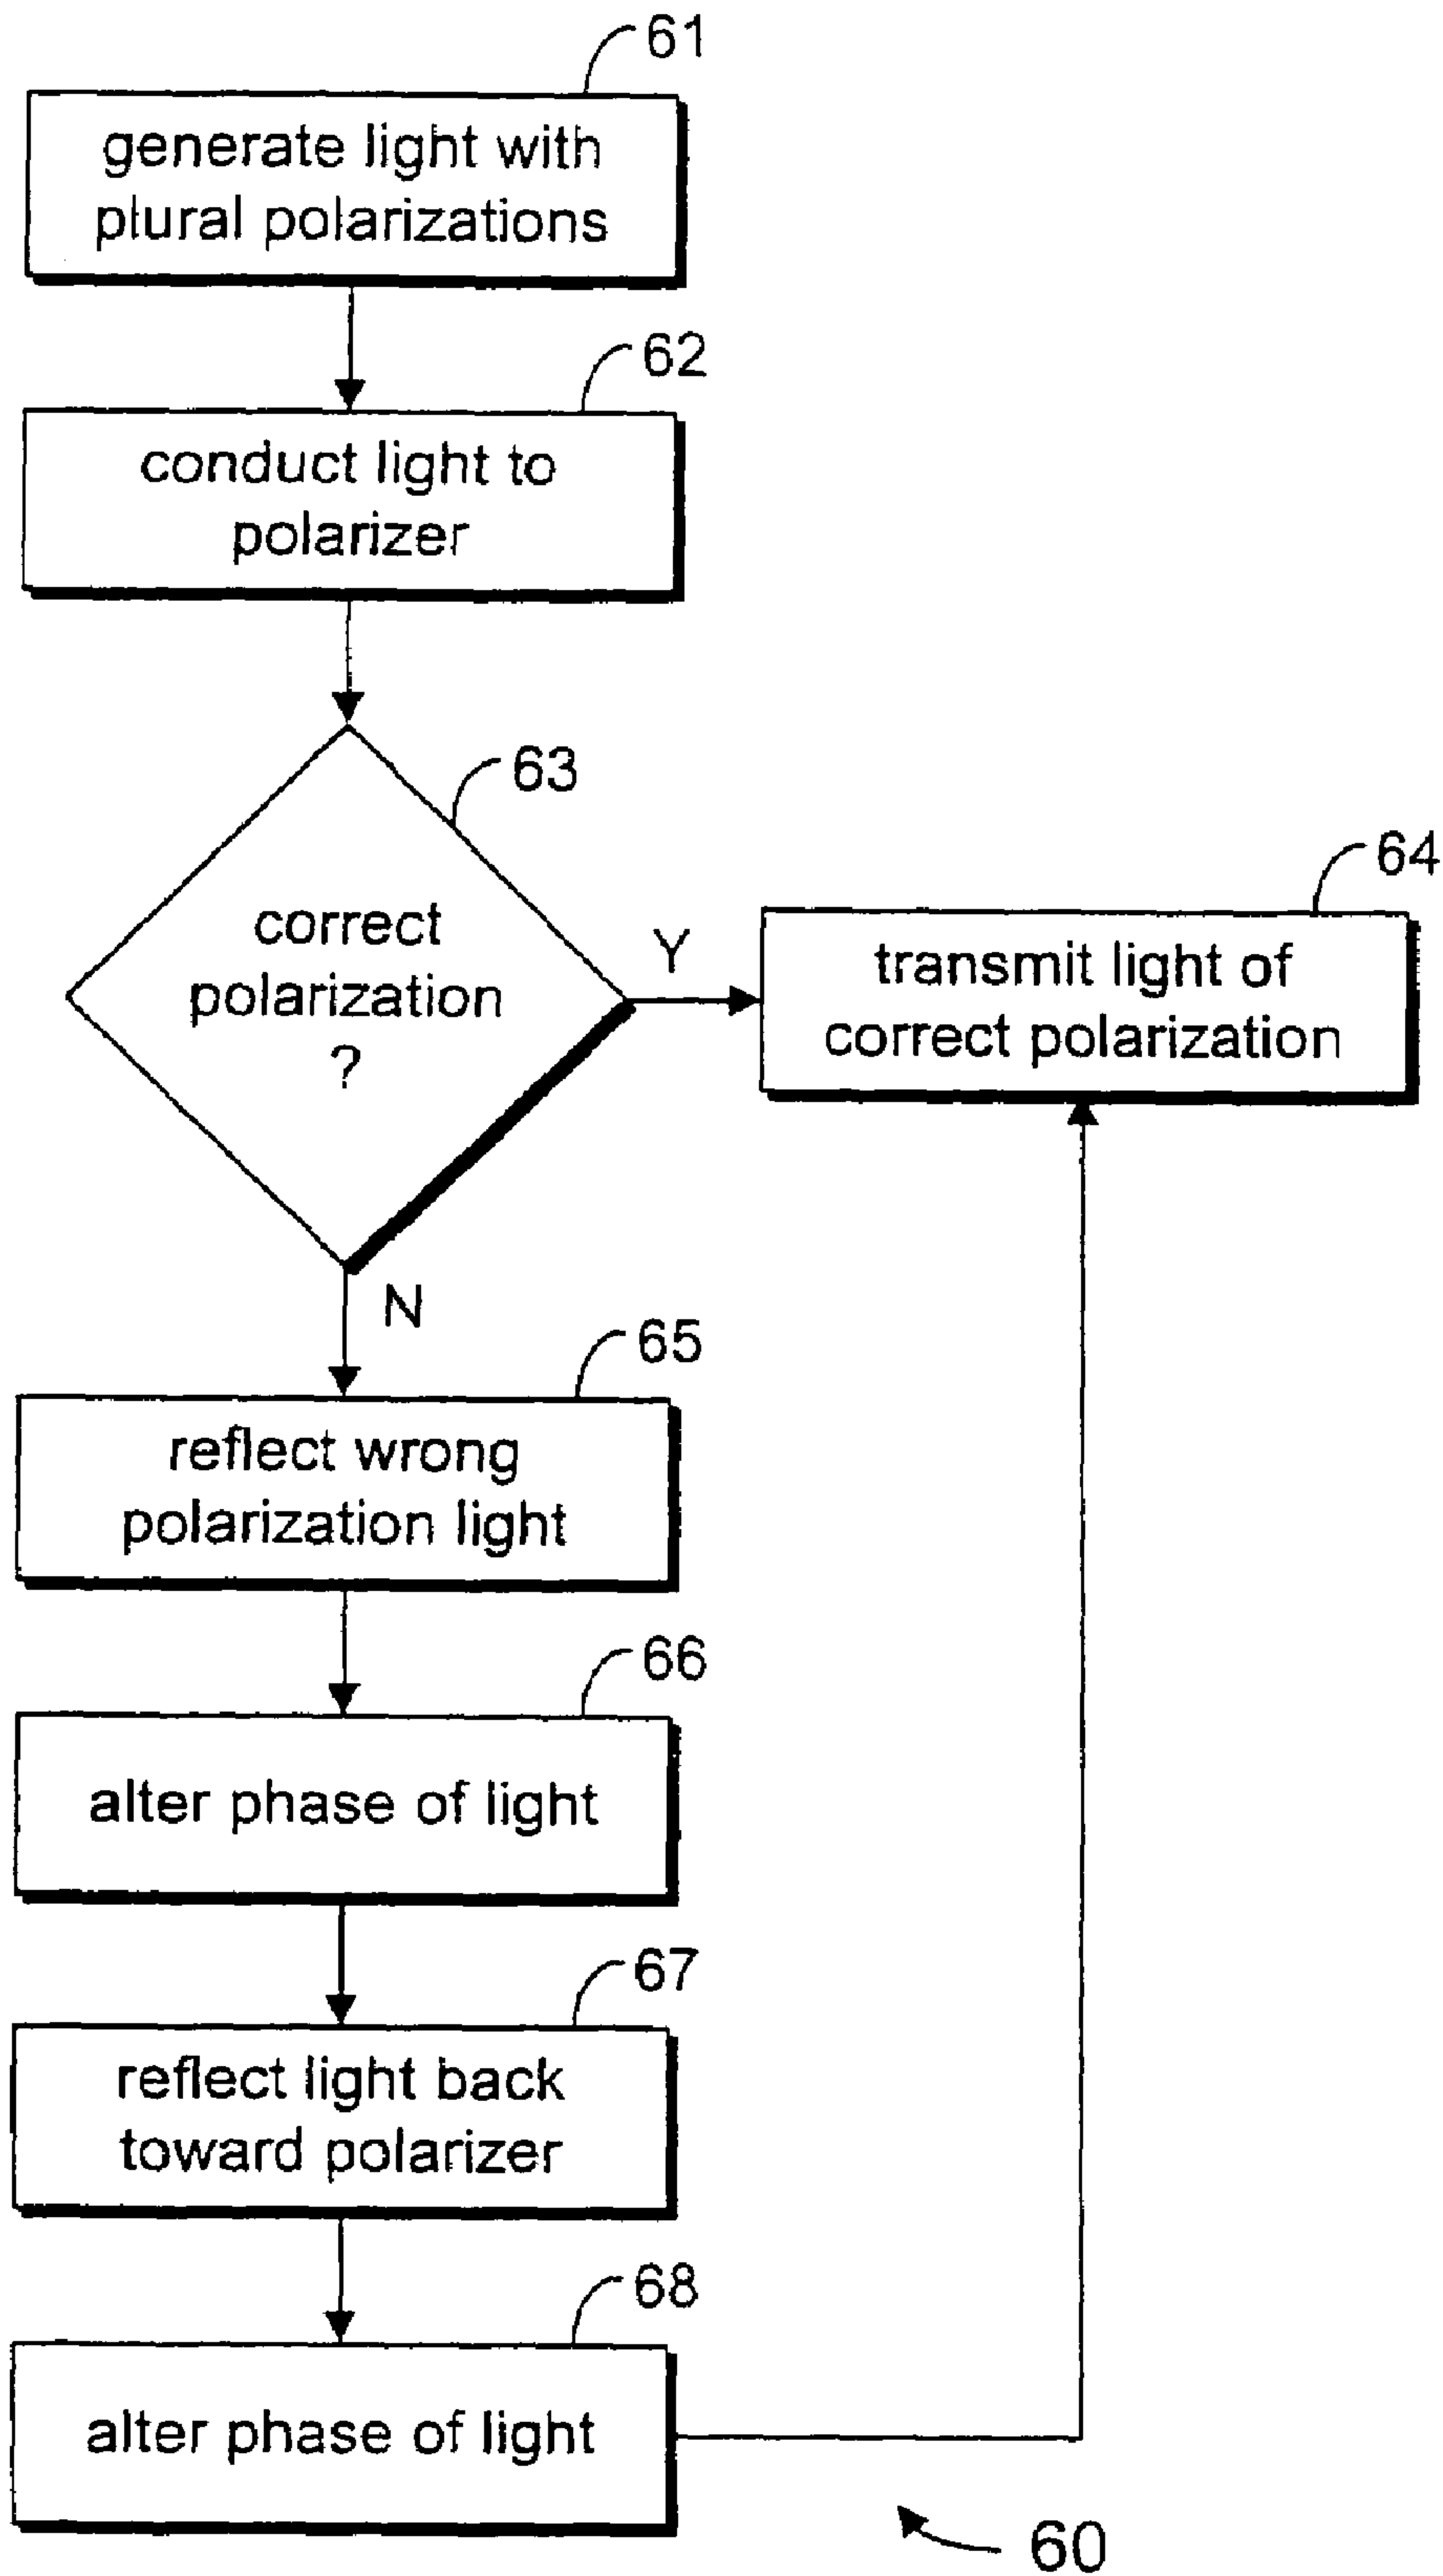 61
generate light with
plural polarizations
62
conduct light to
polarizer
63
correct
polarization
?
Y
64
transmit light of
correct polarization
N
65
reflect wrong
polarization light
66
alter phase of light
67
reflect light back
toward polarizer
68
alter phase of light
60